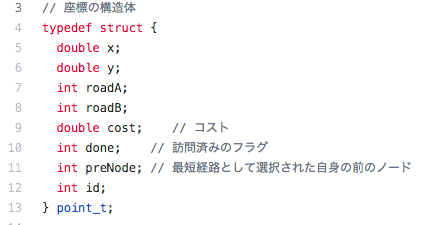 3 // 座標の構造体
4 typedef struct {
5 double x;
6 double y;
7 int roadA;
8 int roadB;
9 double cost; // コスト
10 int done; // 訪問済みのフラグ
11 int preNode; // 最短経路として選択された自身の前のノード
12 int id;
13 } point_t;